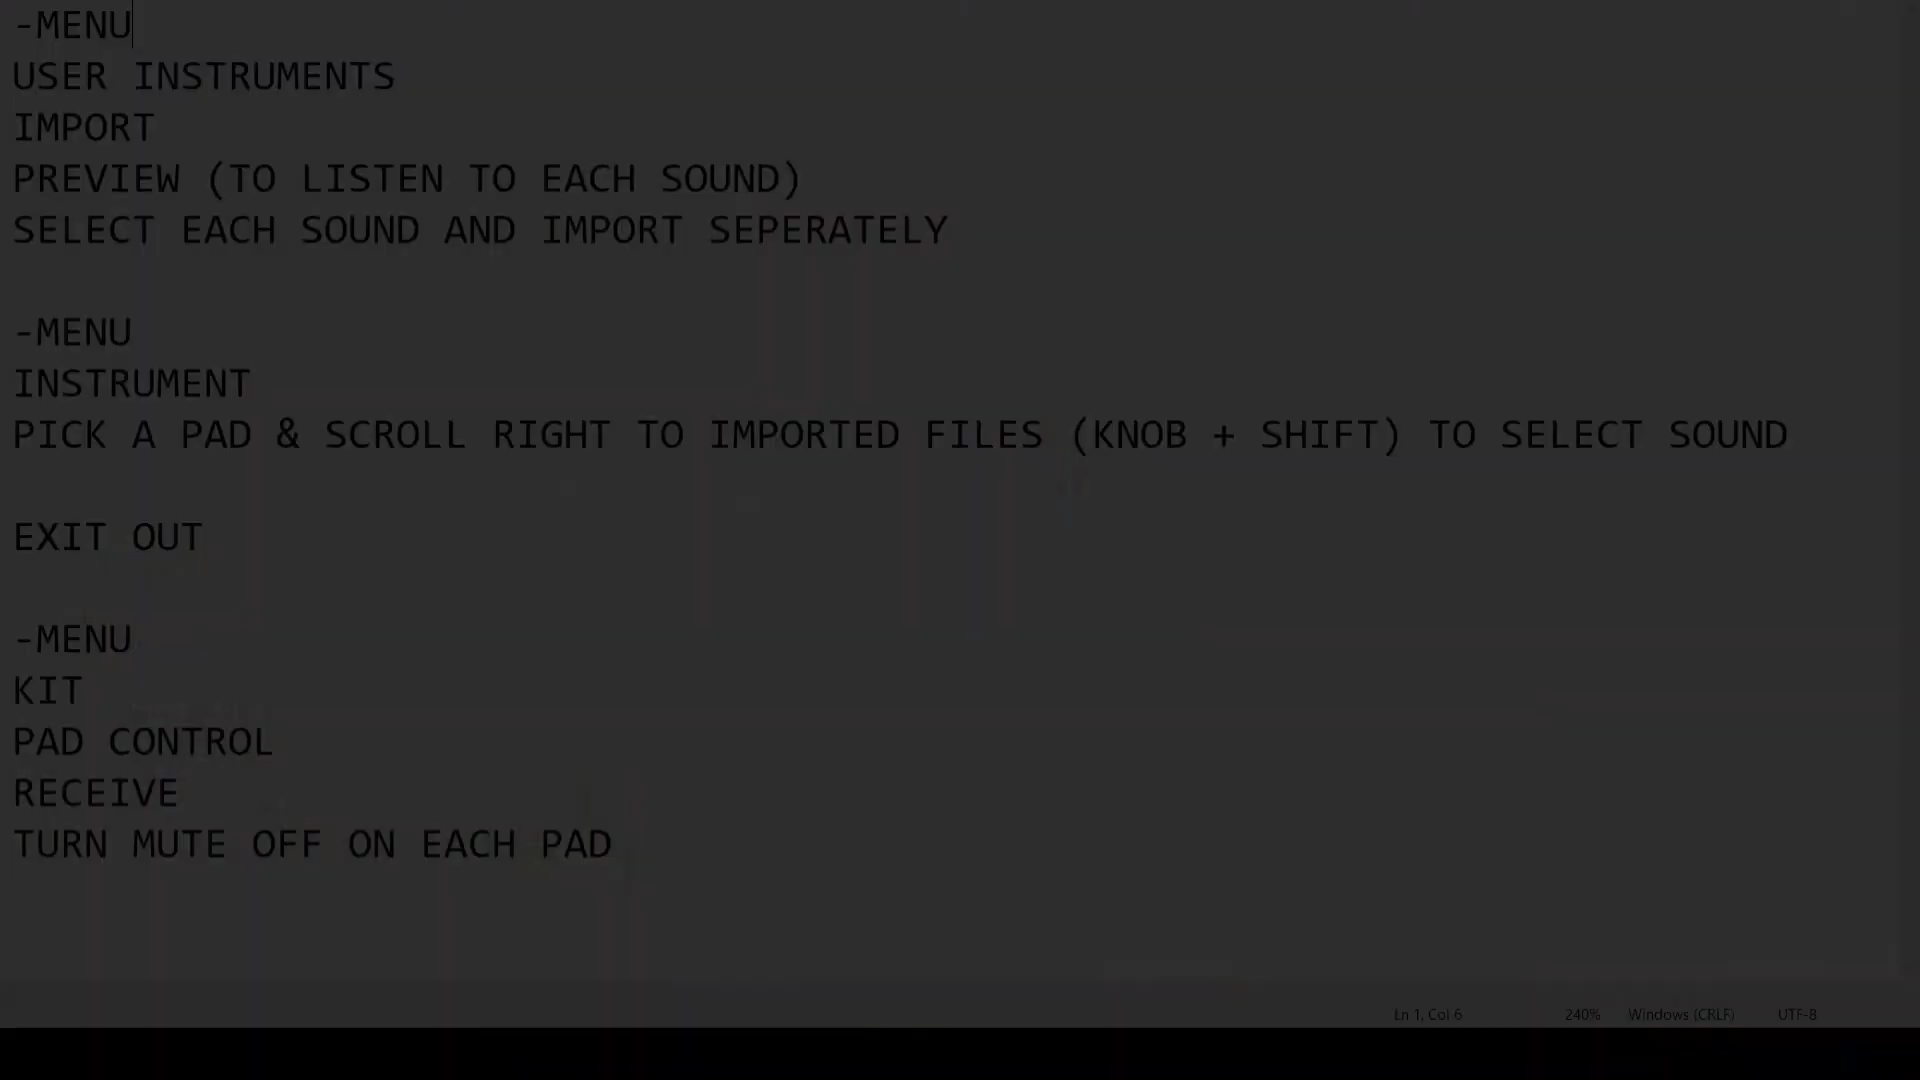 -MENU
USER INSTRUMENTS
IMPORT
PREVIEW (TO LISTEN TO EACH SOUND)
SELECT EACH SOUND AND IMPORT SEPERATELY
-MENU
INSTRUMENT
PICK A PAD & SCROLL RIGHT TO IMPORTED FILES (KNOB + SHIFT) TO SELECT SOUND
EXIT OUT
-MENU
KIT
PAD CONTROL
RECEIVE
TURN MUTE OFF ON EACH PAD
Ln 1, Col 6 240% Windows (CRLF) UTF-8